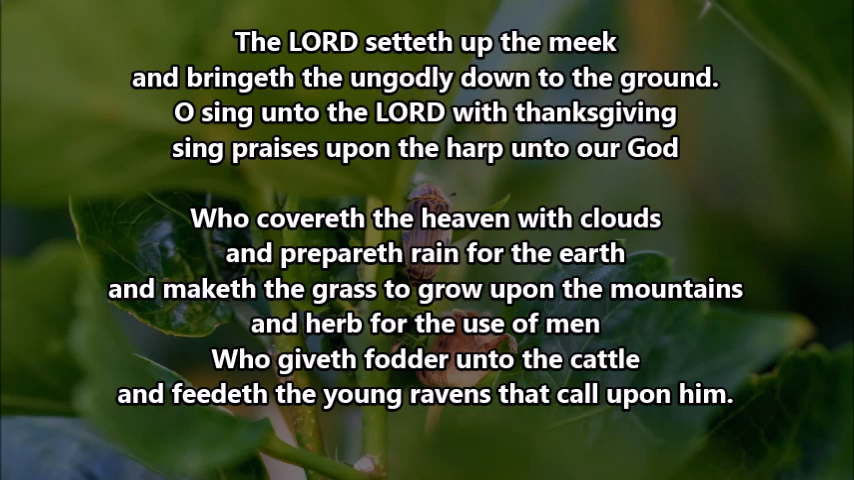 The LORD setteth up the meek
and bringeth the ungodly down to the ground.
O sing unto the LORD with thanksgiving
sing praises upon the harp unto our God
Who covereth the heaven with clouds
and prepareth rain for the earth
and maketh the grass to grow upon the mountains
and herb for the use of men
Who giveth fodder unto the cattle
and feedeth the young ravens that call upon him.